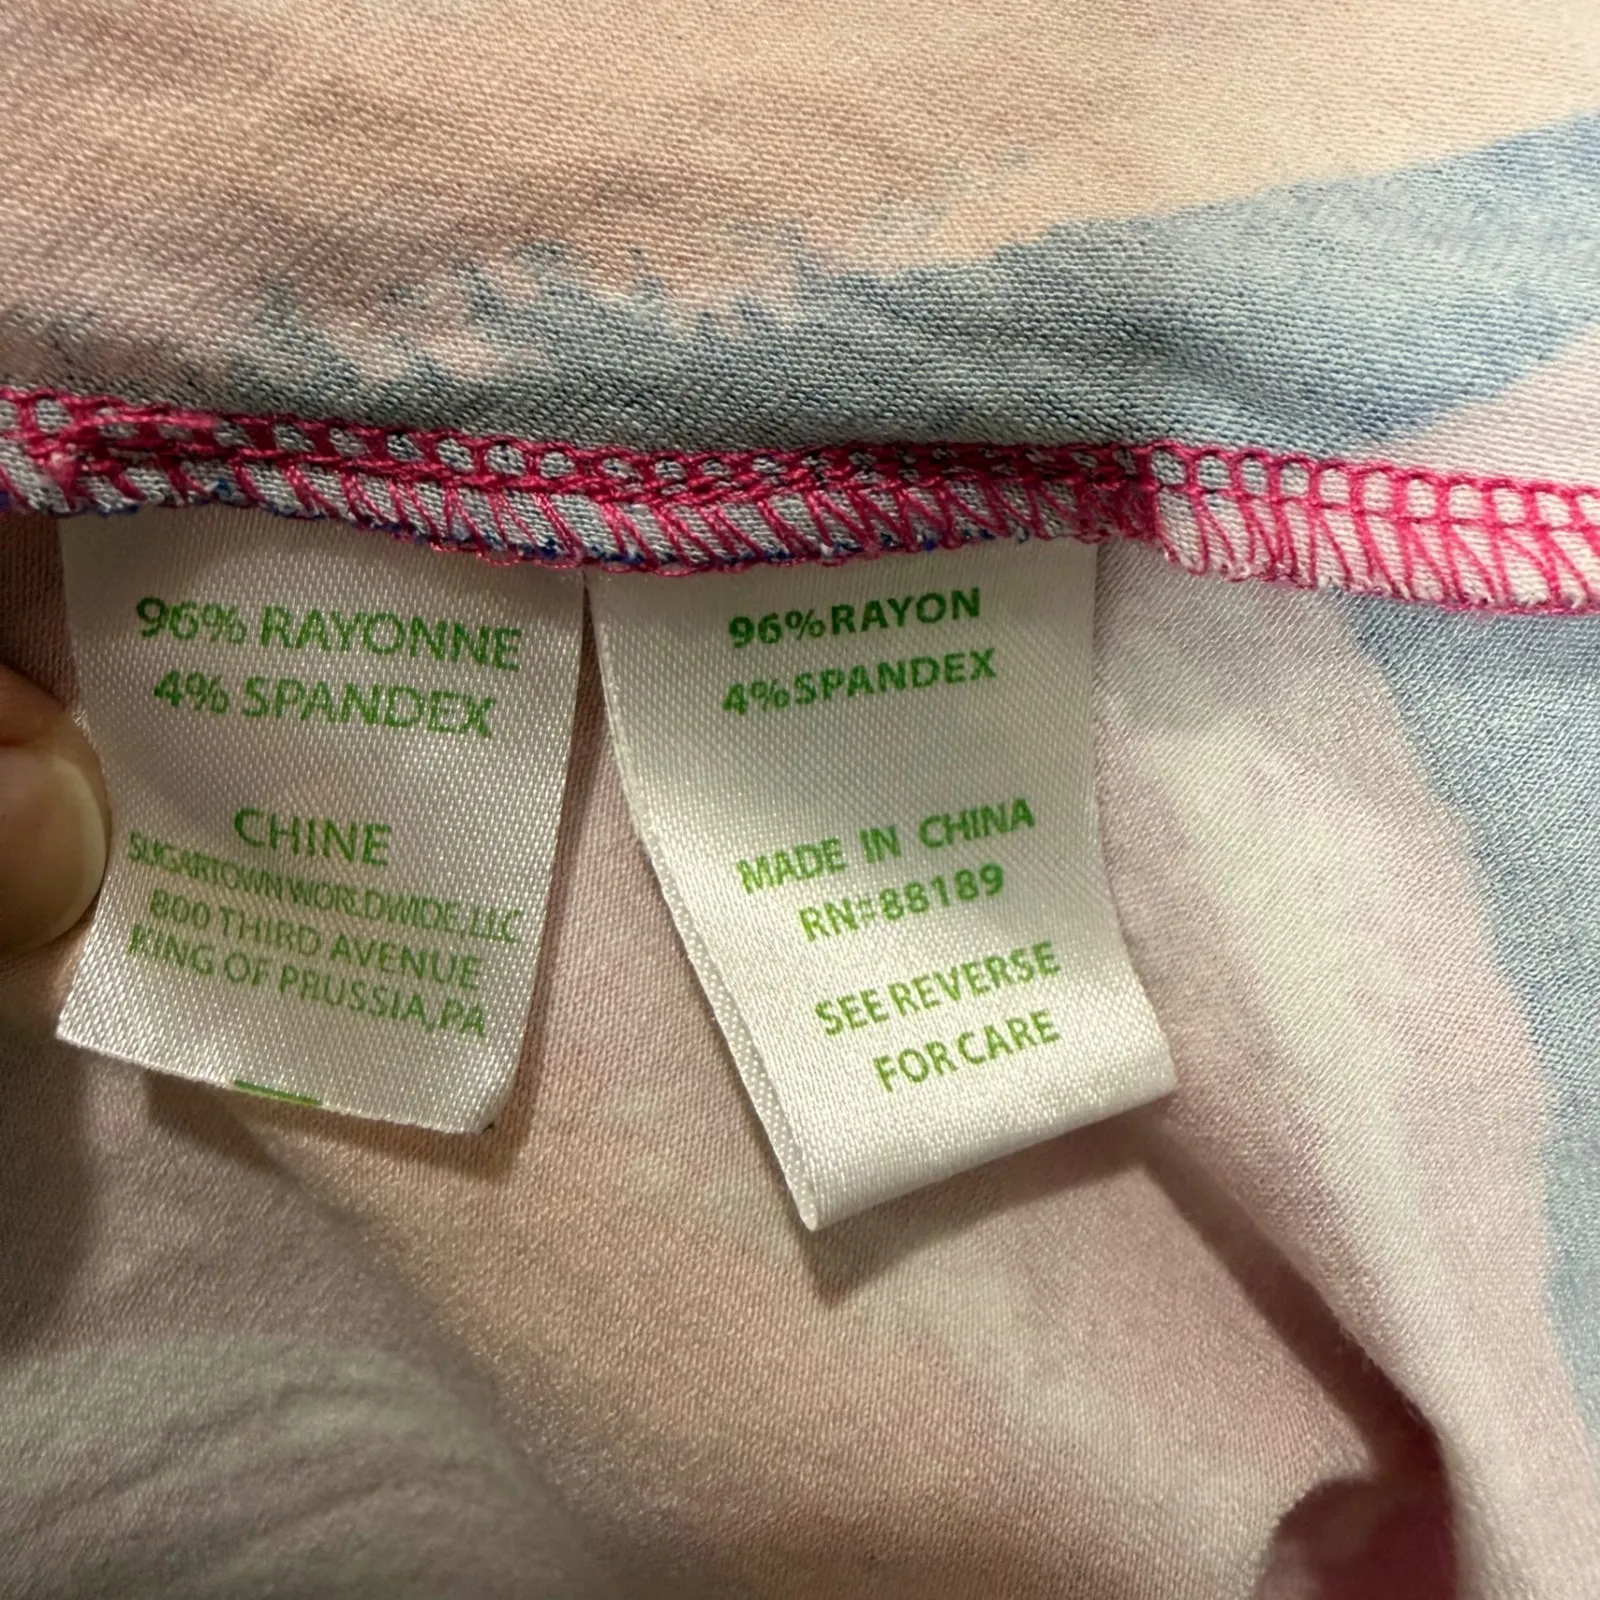 96% RAYONNE
4% SPANDEX
CHINE
SUGARTOWN WORLDWIDE, LLC
800 THIRD AVENUE
KING OF PRUSSIA, PA
96% RAYON
4% SPANDEX
MADE IN CHINA
RN#88189
SEE REVERSE
FOR CARE